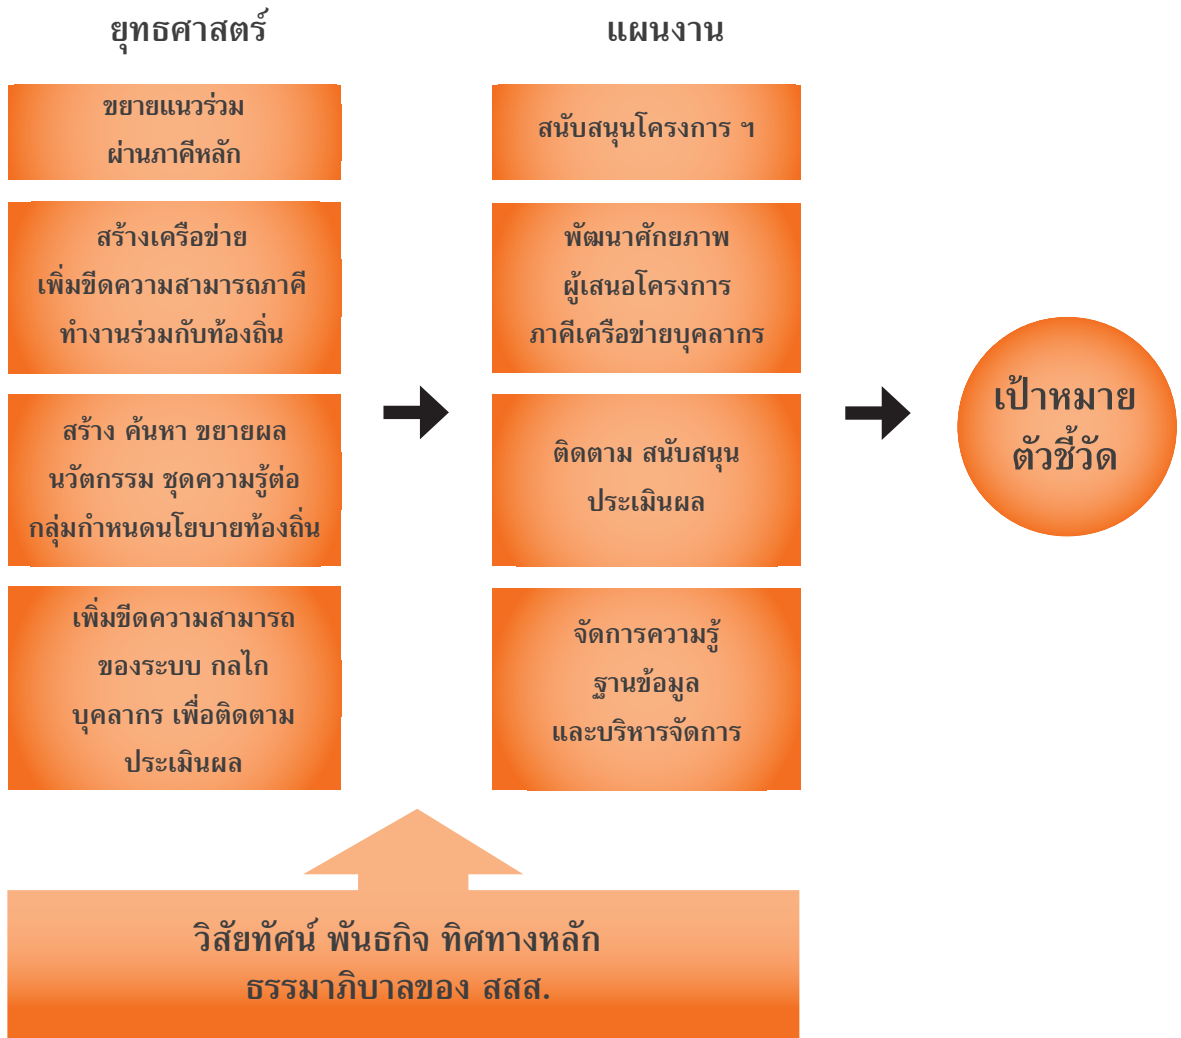 ยุทธศาสตร์
ขยายแนวร่วม
ผ่านภาคีหลัก
สร้างเครือข่าย
เพิ่มขีดความสามารถภาคี
ทำงานร่วมกับท้องถิ่น
สร้าง ค้นหา ขยายผล
นวัตกรรม ชุดความรู้ต่อ
กลุ่มกำหนดนโยบายท้องถิ่น
เพิ่มขีดความสามารถ
ของระบบ กลไก
บุคลากร เพื่อติดตาม
ประเมินผล
แผนงาน
สนับสนุนโครงการ ฯ
พัฒนาศักยภาพ
ผู้เสนอโครงการ
ภาคีเครือข่ายบุคลากร
ติดตาม สนับสนุน
ประเมินผล
จัดการความรู้
ฐานข้อมูล
และบริหารจัดการ
เป้าหมาย
ตัวชี้วัด
วิสัยทัศน์ พันธกิจ ทิศทางหลัก
ธรรมาภิบาลของ สสส.